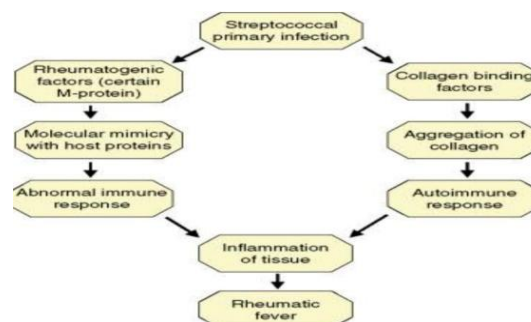 Streptococcal
primary infection
Rheumatogenic
factors (certain
M-protein)
Collagen binding
factors
Molecular mimicry
with host proteins
Aggregation of
collagen
Abnormal immune
response
Autoimmune
response
Inflammation
of tissue
Rheumatic
fever